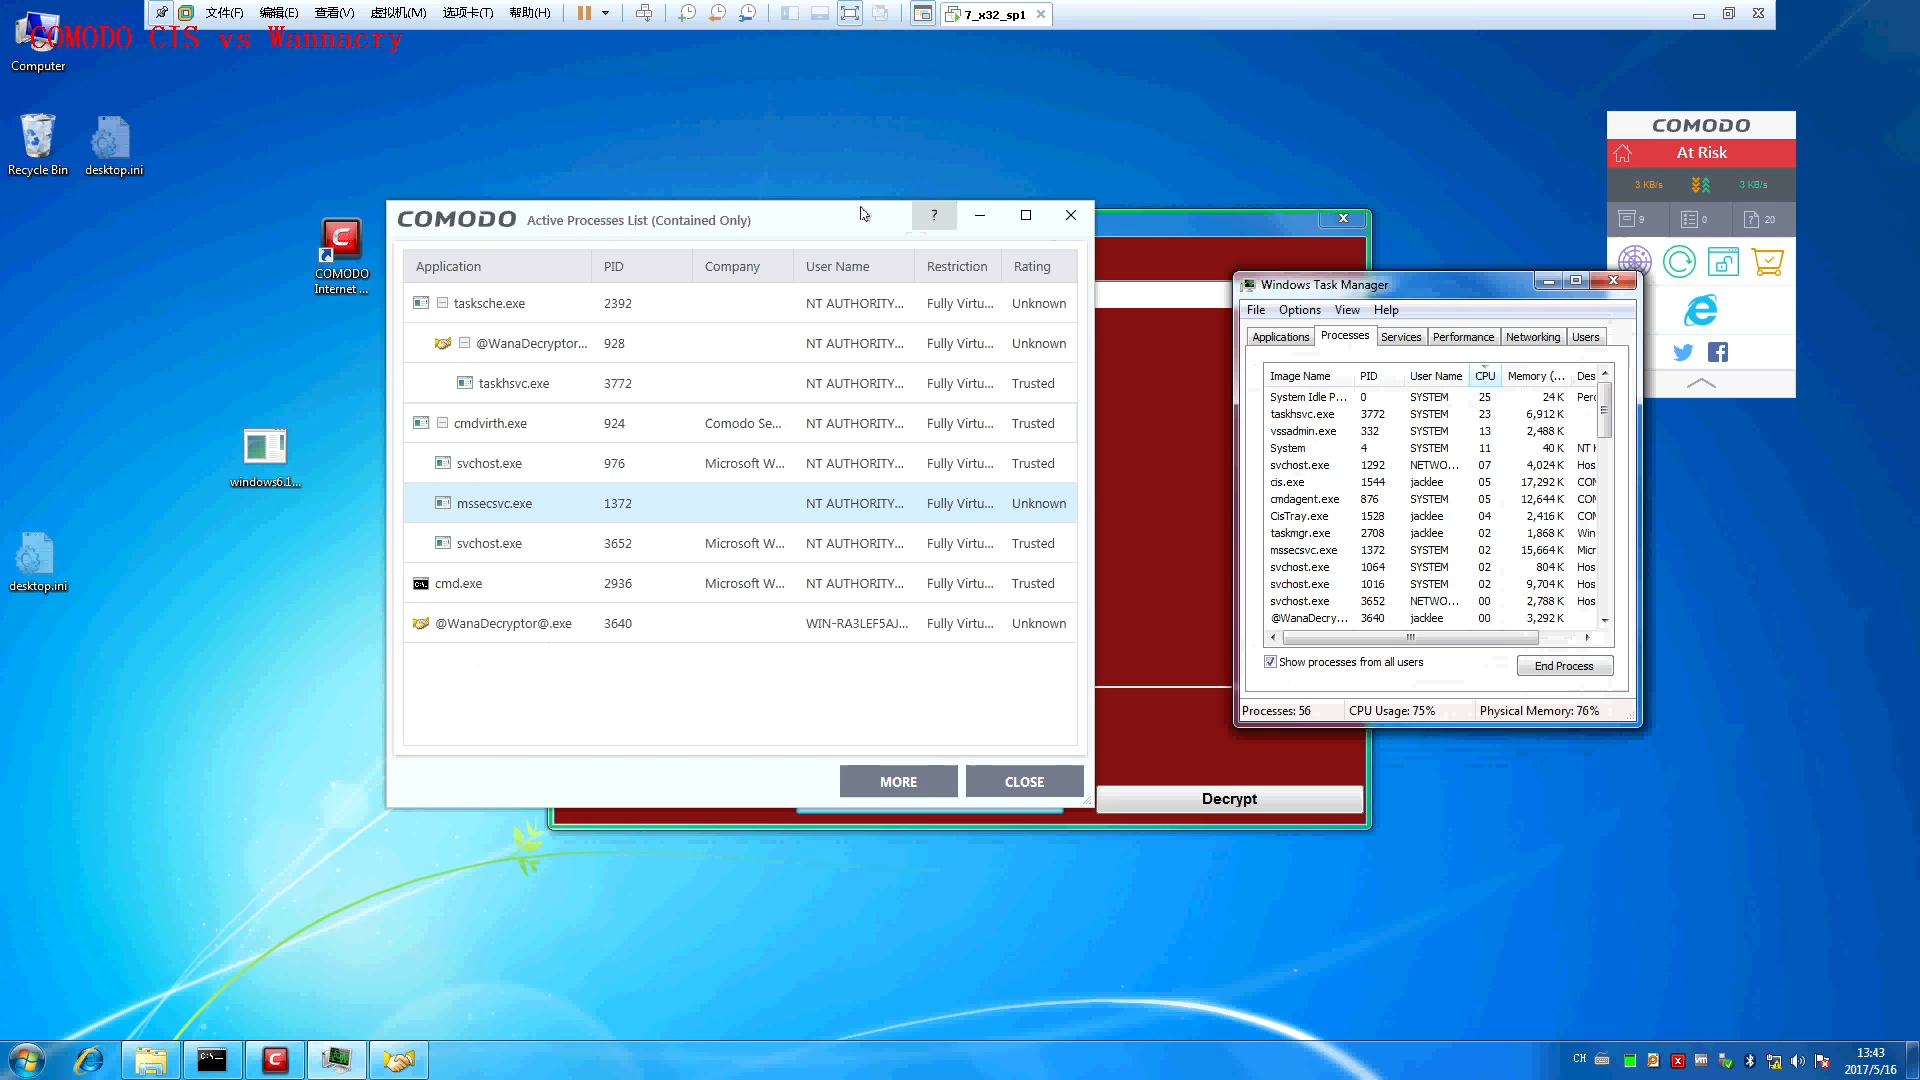 文件(F) 编辑(E) 查看(V) 虚拟机(M) 选项卡(T) 帮助(H) 7_x32_sp1
COMODO CIS vs Wannacry
Computer
Recycle Bin
desktop.ini
COMODO
Internet ...
windows6.1...
desktop.ini
COMODO Active Processes List (Contained Only) ?
Application PID Company User Name Restriction Rating
tasksche.exe 2392 NT AUTHORITY... Fully Virtu... Unknown
@WanaDecryptor... 928 NT AUTHORITY... Fully Virtu... Unknown
taskhsvc.exe 3772 NT AUTHORITY... Fully Virtu... Trusted
cmdvirth.exe 924 Comodo Se... NT AUTHORITY... Fully Virtu... Trusted
svchost.exe 976 Microsoft W... NT AUTHORITY... Fully Virtu... Trusted
mssecsvc.exe 1372 NT AUTHORITY... Fully Virtu... Unknown
svchost.exe 3652 Microsoft W... NT AUTHORITY... Fully Virtu... Trusted
cmd.exe 2936 Microsoft W... NT AUTHORITY... Fully Virtu... Trusted
@WanaDecryptor@.exe 3640 WIN-RA3LEF5AJ... Fully Virtu... Unknown
MORE CLOSE
Decrypt
COMODO
At Risk
3 KB/s 3 KB/s
9 0 20
Windows Task Manager
File Options View Help
Applications Processes Services Performance Networking Users
Image Name PID User Name CPU Memory (... Des
System Idle P... 0 SYSTEM 25 24 K Perc
taskhsvc.exe 3772 SYSTEM 23 6,912 K
vssadmin.exe 332 SYSTEM 13 2,488 K
System 4 SYSTEM 11 40 K NT K
svchost.exe 1292 NETWO... 07 4,024 K Hos
cis.exe 1544 jacklee 05 17,292 K COM
cmdagent.exe 876 SYSTEM 05 12,644 K COM
CisTray.exe 1528 jacklee 04 2,416 K COM
taskmgr.exe 2708 jacklee 02 1,868 K Win
mssecsvc.exe 1372 SYSTEM 02 15,664 K Micr
svchost.exe 1064 SYSTEM 02 804 K Hos
svchost.exe 1016 SYSTEM 02 9,704 K Hos
svchost.exe 3652 NETWO... 00 2,788 K Hos
@WanaDecry... 3640 jacklee 00 3,292 K
Show processes from all users End Process
Processes: 56 CPU Usage: 75% Physical Memory: 76%
CH
13:43
2017/5/16